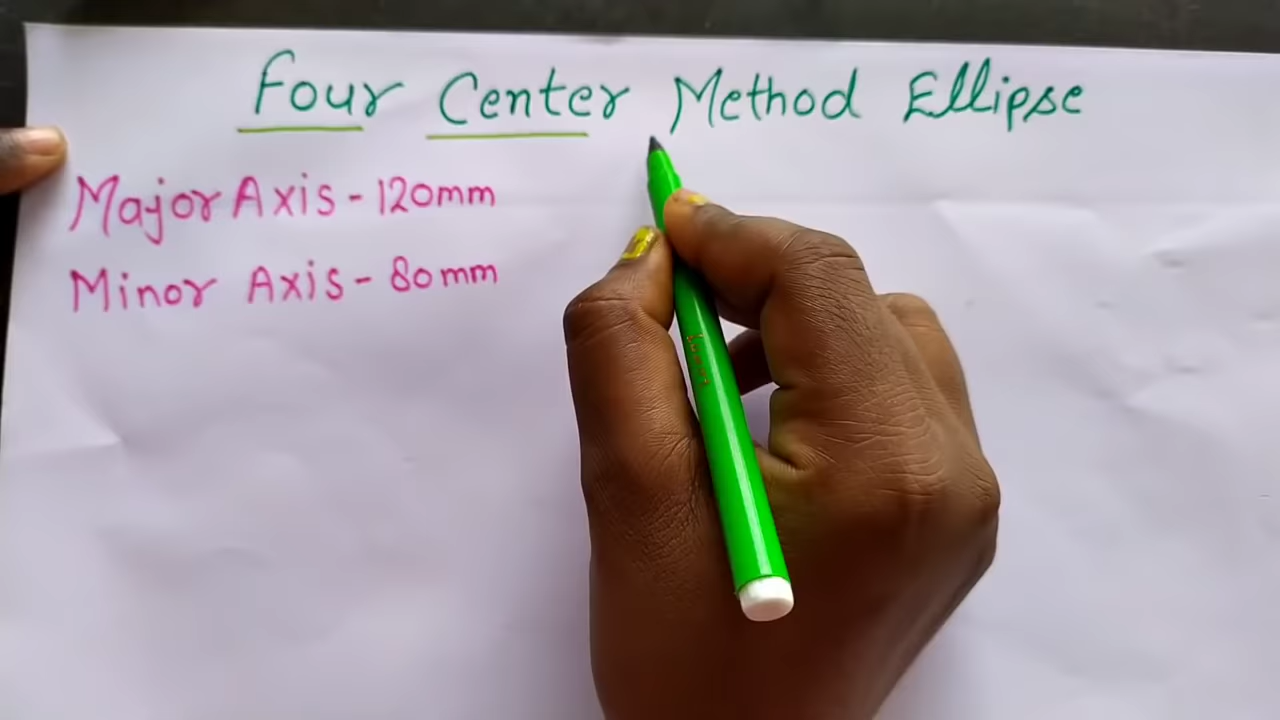 Four Center Method Ellipse
Major Axis - 120mm
Minor Axis - 80mm